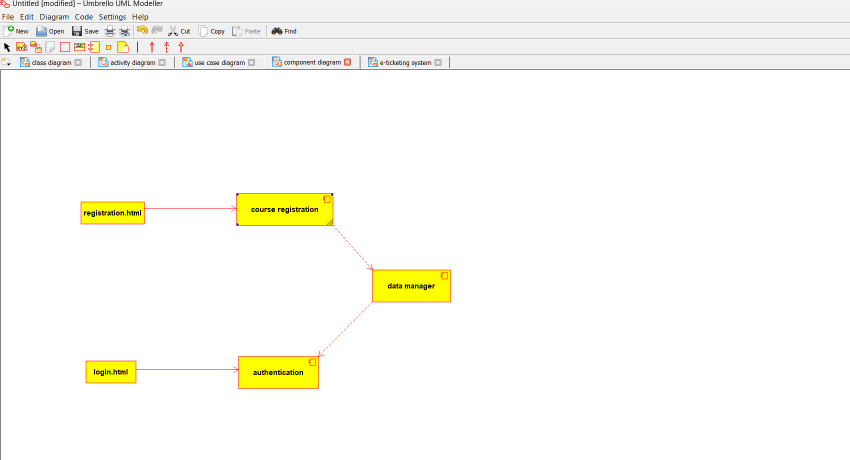 Untitled [modified] – Umbrello UML Modeller
File Edit Diagram Code Settings Help
New Open Save Cut Copy Paste Find
class diagram activity diagram use case diagram component diagram e-ticketing system
course registration
registration.html
data manager
login.html
authentication